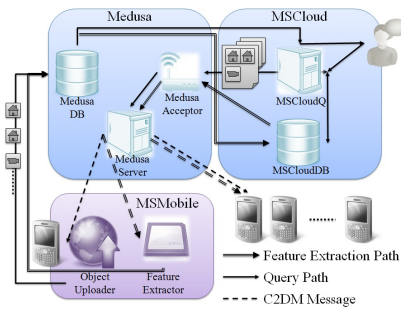 Medusa
MSCloud
Medusa
DB
Medusa
Acceptor
MSCloudQ
Medusa
Server
MSCloudDB
MSMobile
Object
Uploader
Feature
Extractor
Feature Extraction Path
Query Path
C2DM Message